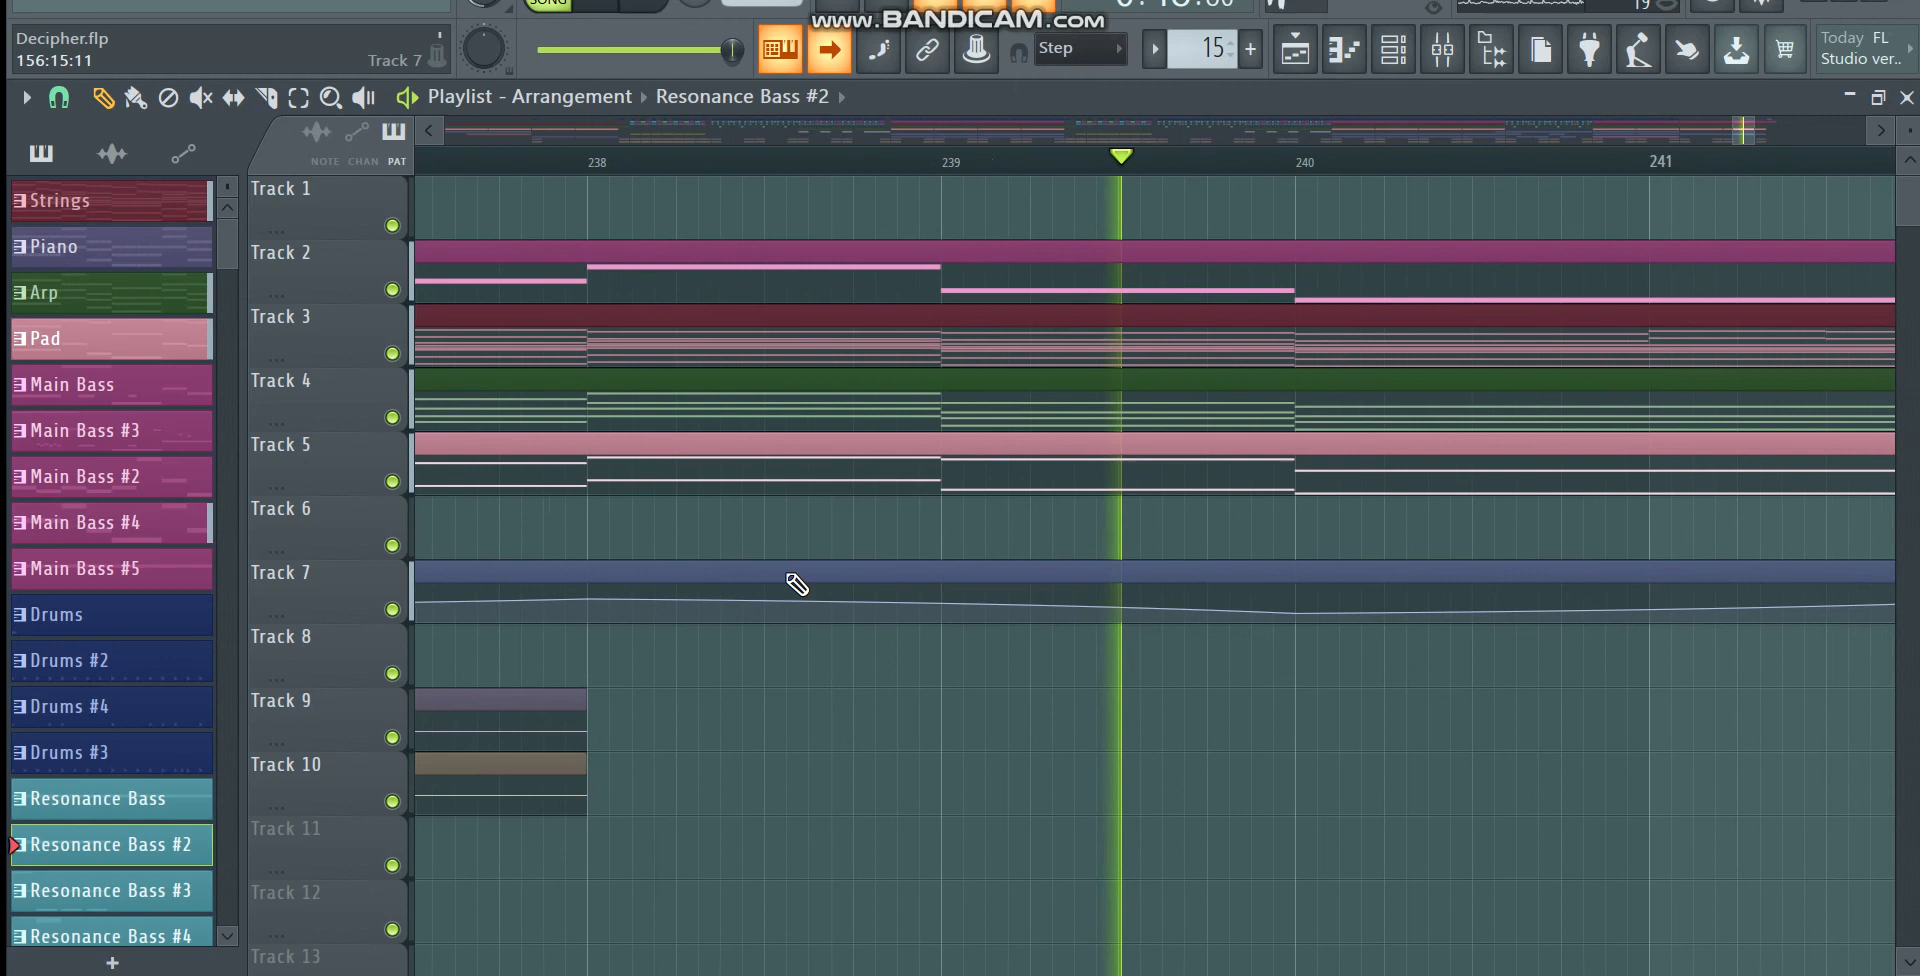 SONG
www.BANDICAM.com
19
Decipher.flp
156:15:11
Track 7
Step
15
Today FL
Studio ver..
Playlist - Arrangement
Resonance Bass #2
NOTE CHAN PAT
238
239
240
241
Strings
Piano
Arp
Pad
Main Bass
Main Bass #3
Main Bass #2
Main Bass #4
Main Bass #5
Drums
Drums #2
Drums #4
Drums #3
Resonance Bass
Resonance Bass #2
Resonance Bass #3
Resonance Bass #4
Track 1
Track 2
Track 3
Track 4
Track 5
Track 6
Track 7
Track 8
Track 9
Track 10
Track 11
Track 12
Track 13